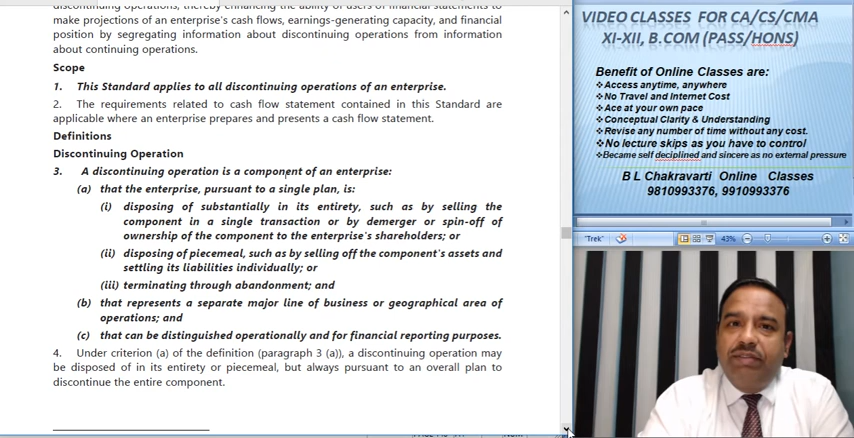 discontinuing operations, thereby enhancing the ability of users of financial statements to
make projections of an enterprise's cash flows, earnings-generating capacity, and financial
position by segregating information about discontinuing operations from information
about continuing operations.
Scope
1. This Standard applies to all discontinuing operations of an enterprise.
2. The requirements related to cash flow statement contained in this Standard are
applicable where an enterprise prepares and presents a cash flow statement.
Definitions
Discontinuing Operation
3. A discontinuing operation is a component of an enterprise:
(a) that the enterprise, pursuant to a single plan, is:
(i) disposing of substantially in its entirety, such as by selling the
component in a single transaction or by demerger or spin-off of
ownership of the component to the enterprise's shareholders; or
(ii) disposing of piecemeal, such as by selling off the component's assets and
settling its liabilities individually; or
(iii) terminating through abandonment; and
(b) that represents a separate major line of business or geographical area of
operations; and
(c) that can be distinguished operationally and for financial reporting purposes.
4. Under criterion (a) of the definition (paragraph 3 (a)), a discontinuing operation may
be disposed of in its entirety or piecemeal, but always pursuant to an overall plan to
discontinue the entire component.
VIDEO CLASSES FOR CA/CS/CMA
XI-XII, B.COM (PASS/HONS)
Benefit of Online Classes are:
❖Access anytime, anywhere
❖No Travel and Internet Cost
❖Ace at your own pace
❖Conceptual Clarity & Understanding
❖Revise any number of time without any cost.
❖No lecture skips as you have to control
❖Became self deciplined and sincere as no external pressure
B L Chakravarti Online Classes
9810993376, 9910993376
"Trek" 43%